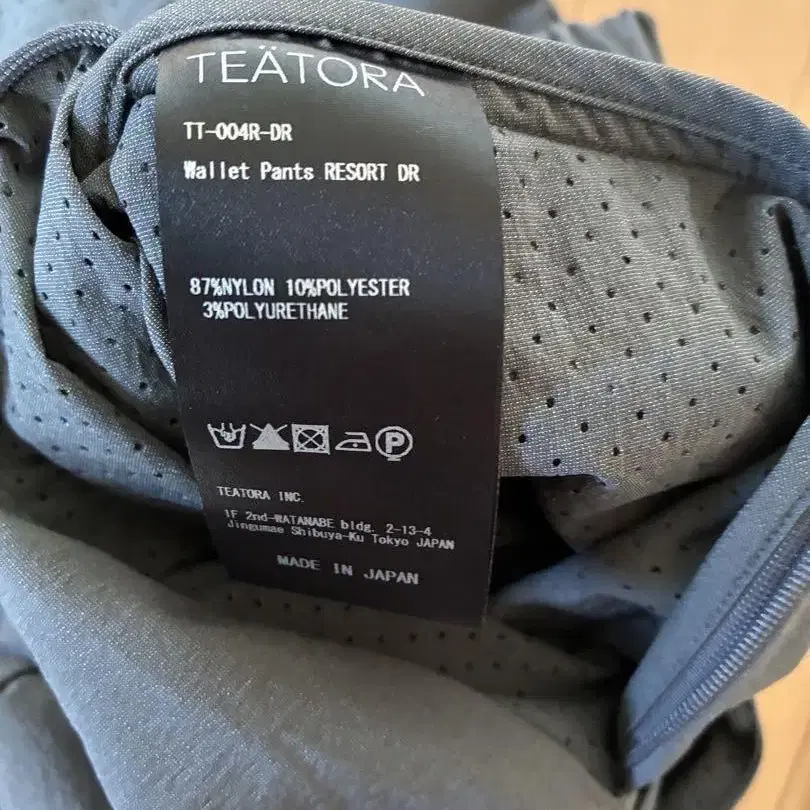 TEÄTORA
TT-004R-DR
Wallet Pants RESORT DR
87%NYLON 10%POLYESTER
3%POLYURETHANE
P
TEATORA INC.
1F 2nd-WATANABE bldg. 2-13-4
Jingumae Shibuya-Ku Tokyo JAPAN
MADE IN JAPAN